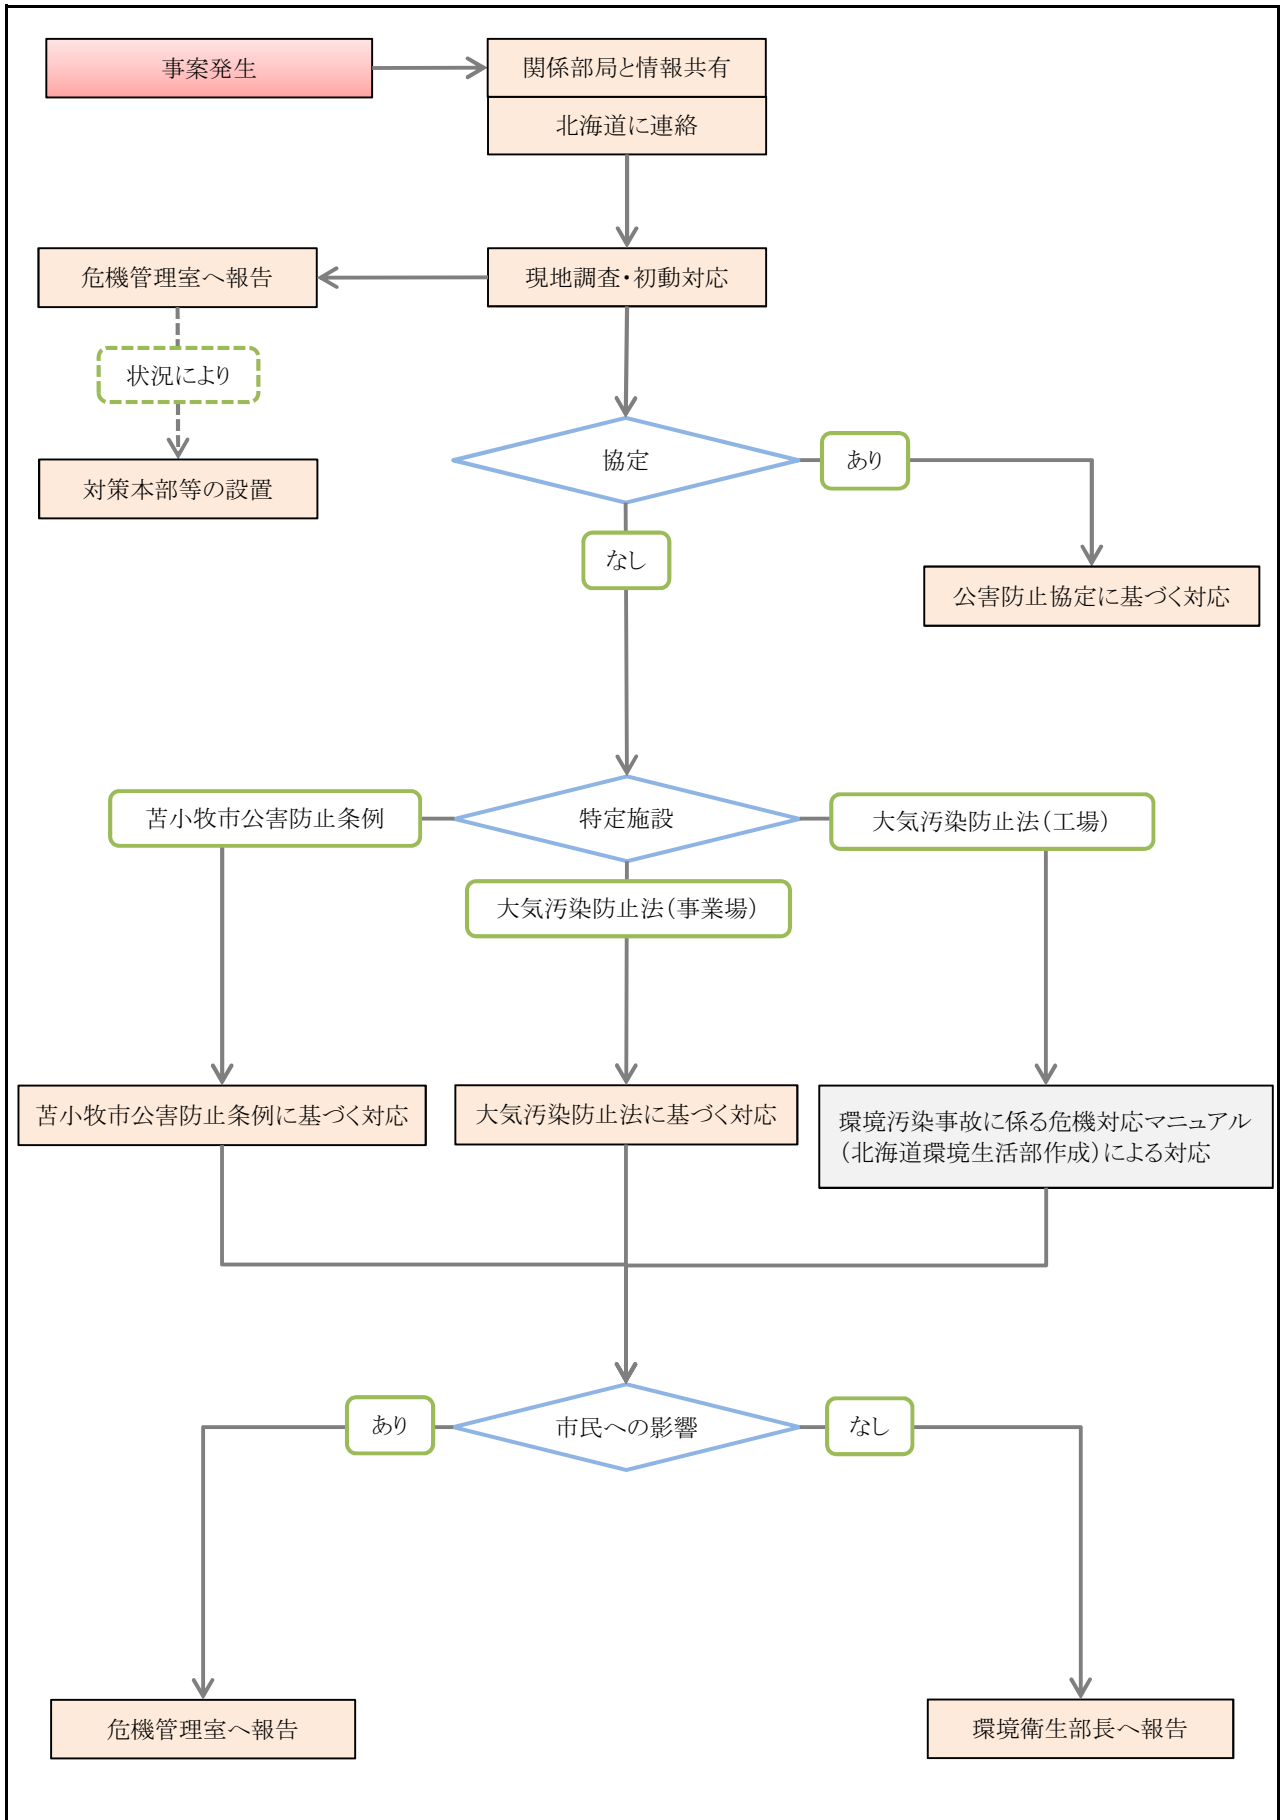 事案発生
関係部局と情報共有
北海道に連絡
危機管理室へ報告
現地調査・初動対応
状況により
協定
あり
対策本部等の設置
なし
公害防止協定に基づく対応
苫小牧市公害防止条例
特定施設
大気汚染防止法（工場）
大気汚染防止法（事業場）
苫小牧市公害防止条例に基づく対応
大気汚染防止法に基づく対応
環境汚染事故に係る危機対応マニュアル
（北海道環境生活部作成）による対応
あり
市民への影響
なし
危機管理室へ報告
環境衛生部長へ報告